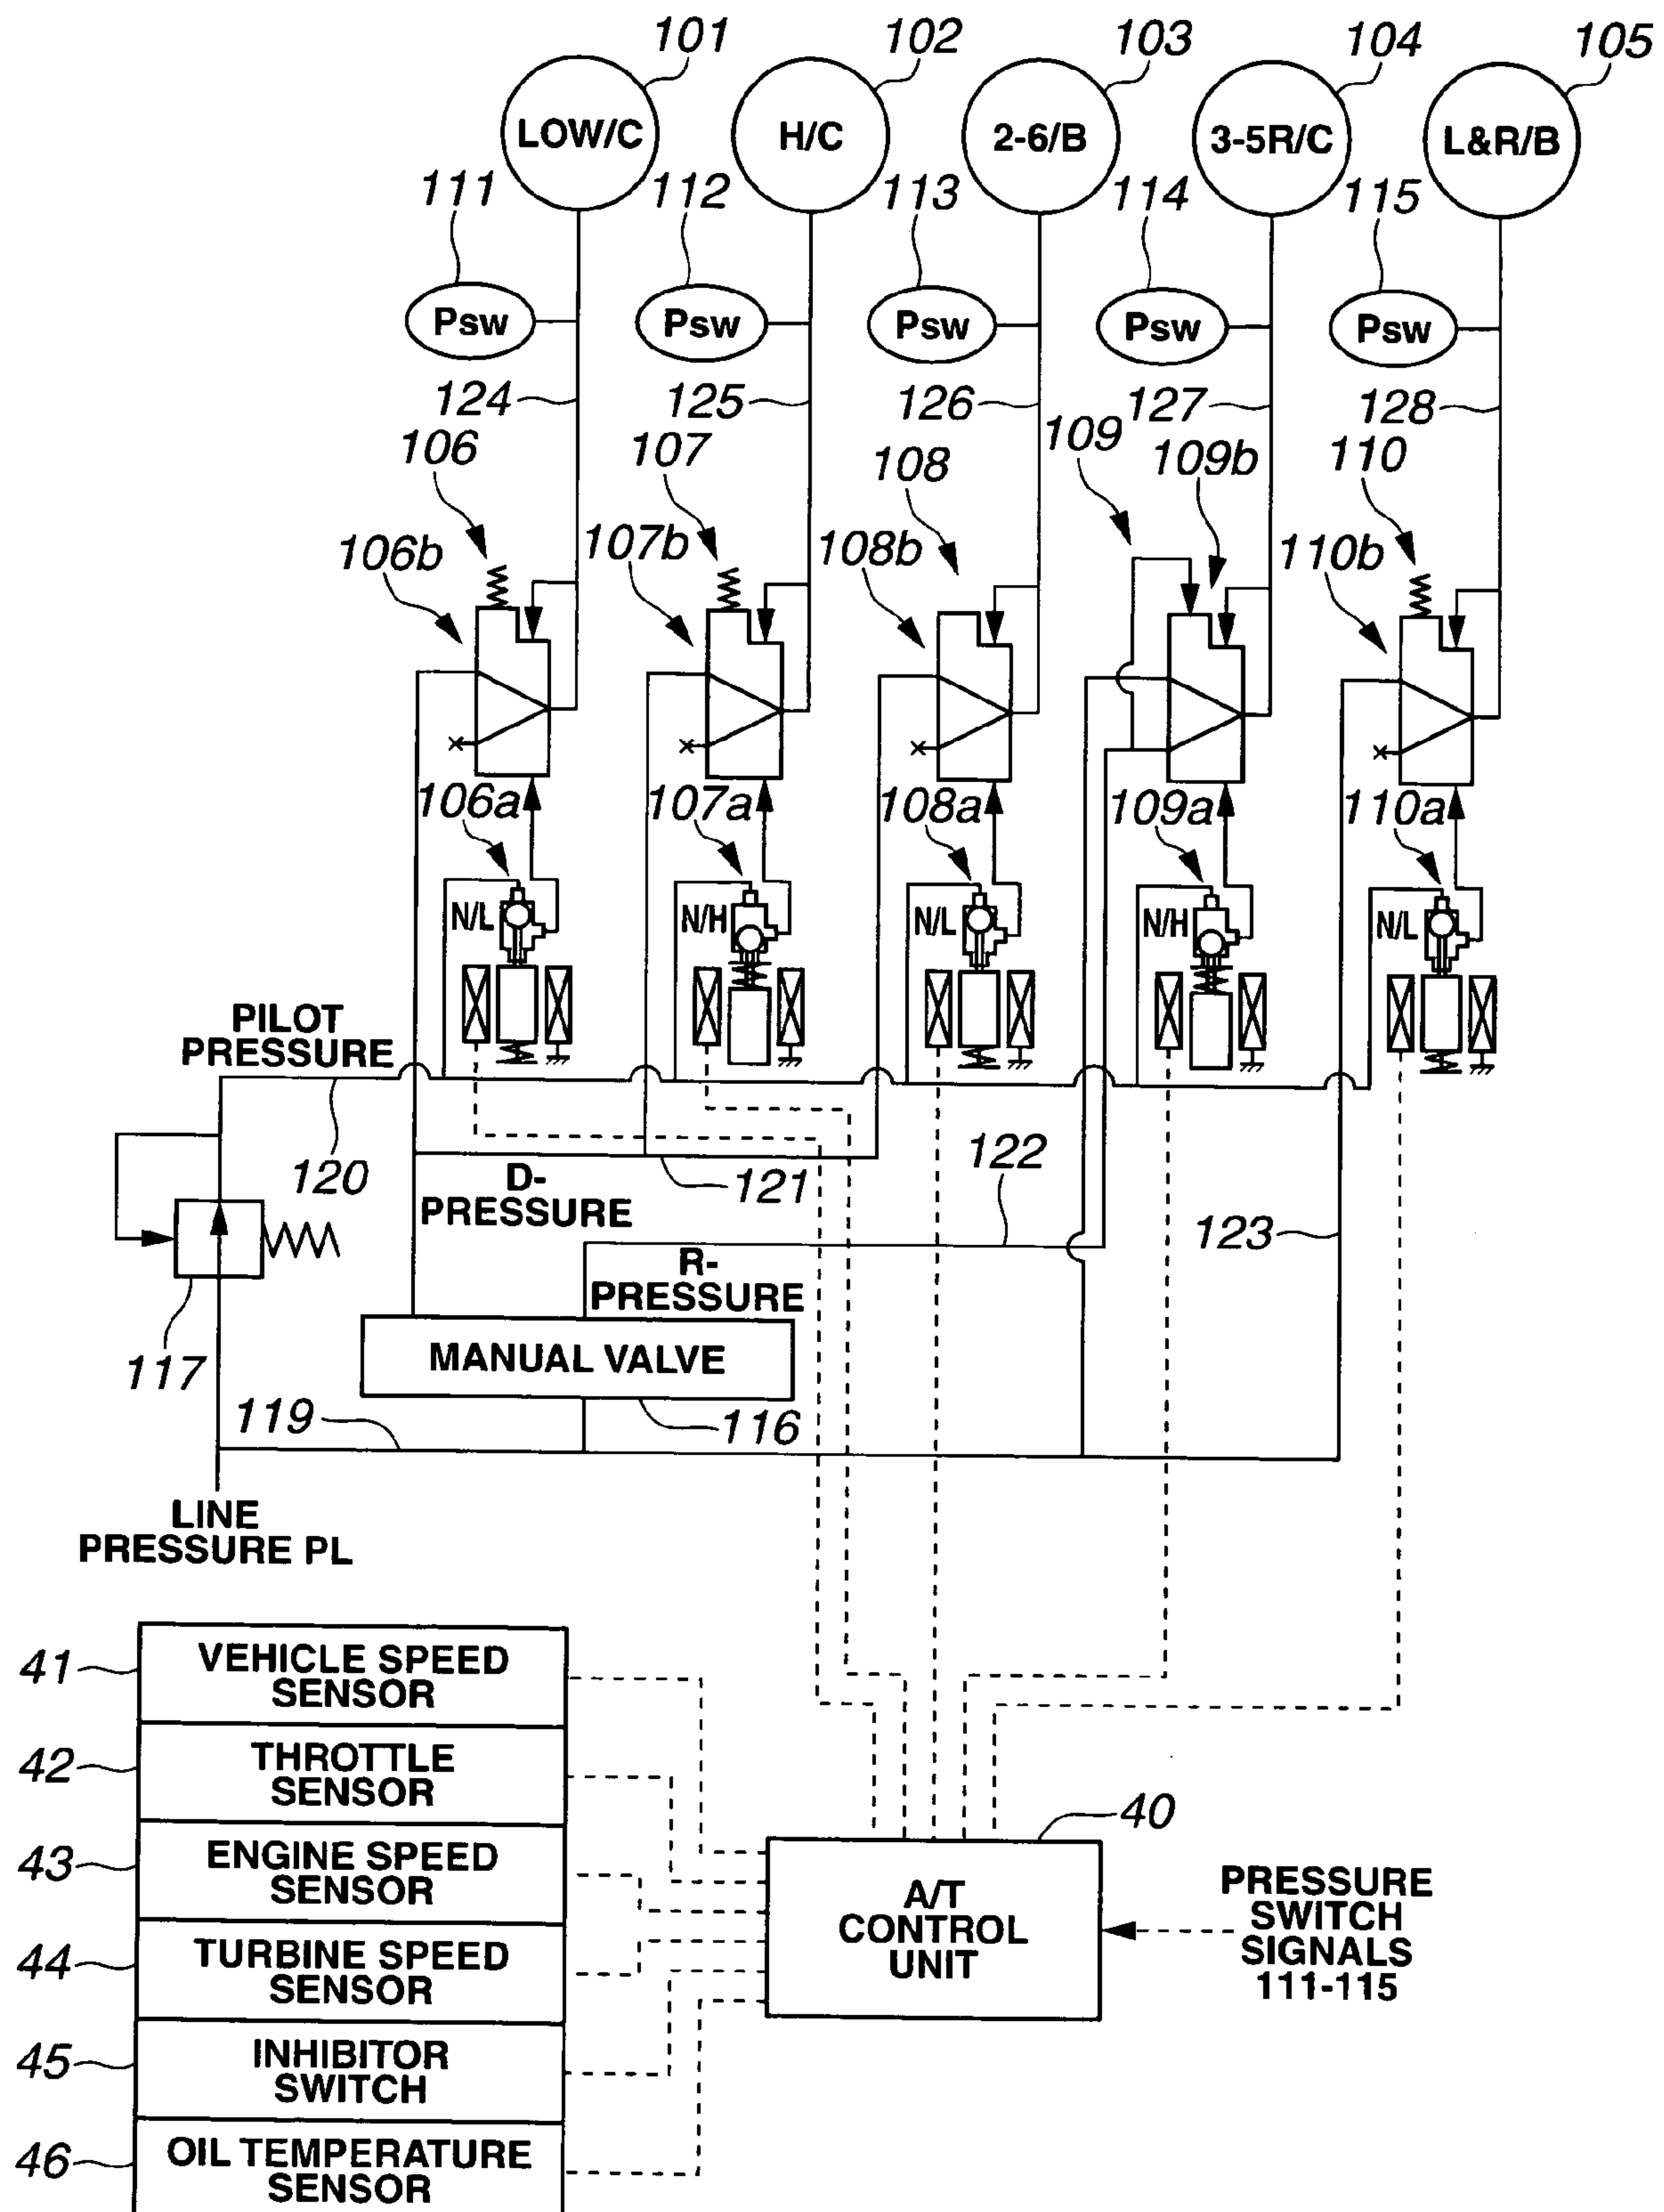 101
102
103
104
105
LOW/C
H/C
2-6/B
3-5R/C
L&R/B
111
112
113
114
115
Psw
Psw
Psw
Psw
Psw
124
125
126
127
128
106
107
108
109
109b
110
106b
107b
108b
110b
106a
107a
108a
109a
110a
N/L
N/H
N/L
N/H
N/L
PILOT
PRESSURE
120
D-
PRESSURE
121
122
123
R-
PRESSURE
117
MANUAL VALVE
116
119
LINE
PRESSURE PL
41
VEHICLE SPEED
SENSOR
42
THROTTLE
SENSOR
43
ENGINE SPEED
SENSOR
44
TURBINE SPEED
SENSOR
45
INHIBITOR
SWITCH
46
OIL TEMPERATURE
SENSOR
40
A/T
CONTROL
UNIT
PRESSURE
SWITCH
SIGNALS
111-115